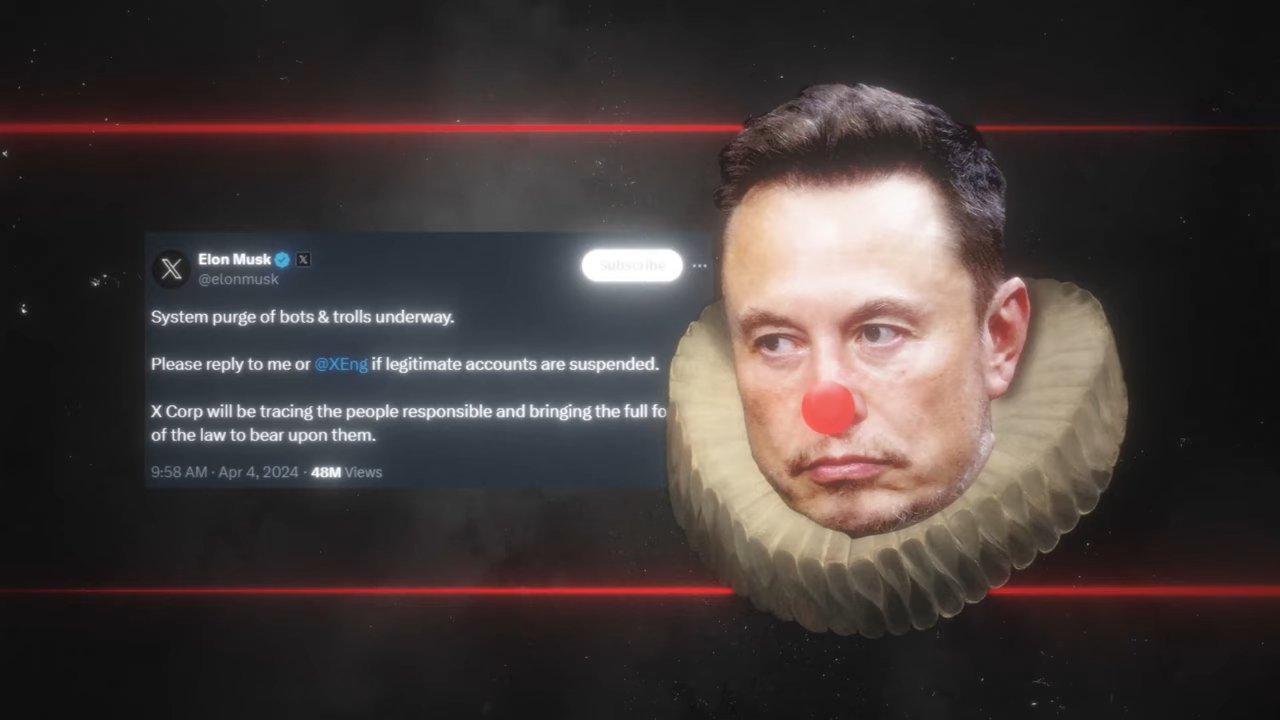 Elon Musk
Subscribe
@elonmusk
System purge of bots & trolls underway.
Please reply to me or @XEng if legitimate accounts are suspended.
X Corp will be tracing the people responsible and bringing the full fo
of the law to bear upon them.
9:58 AM · Apr 4, 2024 · 48M Views